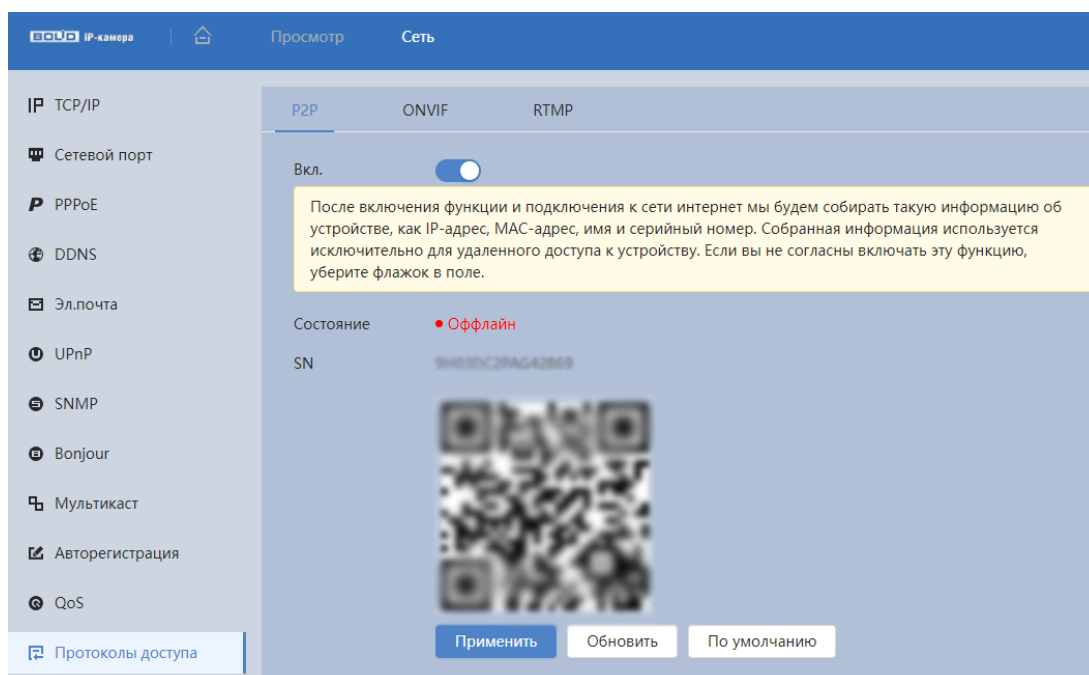 BOLID IP-камера
Просмотр
Сеть
TCP/IP
Сетевой порт
PPPoE
DDNS
Эл.почта
UPnP
SNMP
Bonjour
Мультикаст
Авторегистрация
QoS
Протоколы доступа
P2P
ONVIF
RTMP
Вкл.
После включения функции и подключения к сети интернет мы будем собирать такую информацию об
устройстве, как IP-адрес, MAC-адрес, имя и серийный номер. Собранная информация используется
исключительно для удаленного доступа к устройству. Если вы не согласны включать эту функцию,
уберите флажок в поле.
Состояние
Оффлайн
SN
Применить
Обновить
По умолчанию